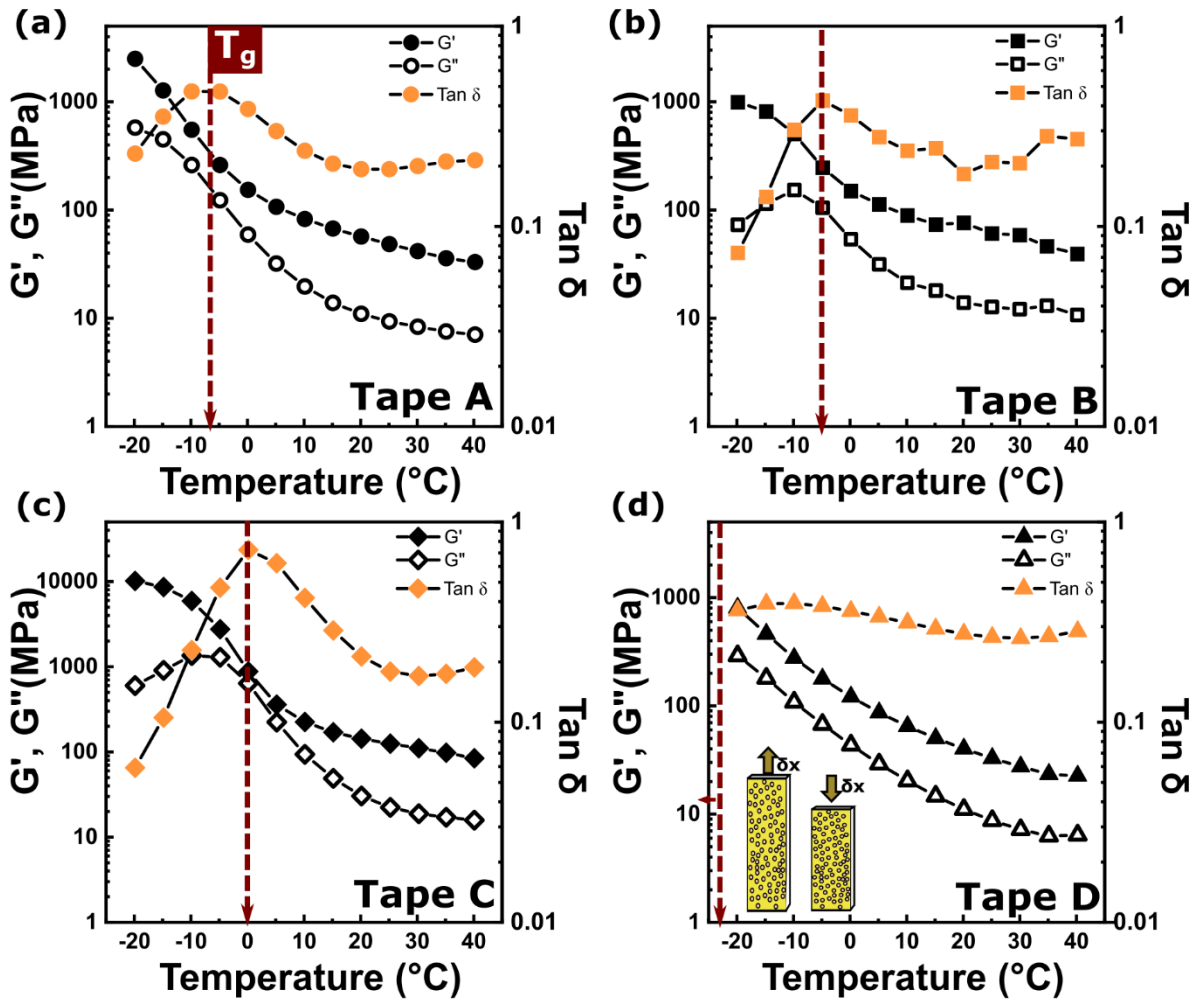 (a)
T_g
G', G"(MPa)
1000
100
10
1
G'
G"
Tan δ
1
0.1
0.01
Tan δ
Tape A
-20 -10 0 10 20 30 40
Temperature (°C)
(b)
G', G"(MPa)
1000
100
10
1
G'
G"
Tan δ
1
0.1
0.01
Tan δ
Tape B
-20 -10 0 10 20 30 40
Temperature (°C)
(c)
G', G"(MPa)
10000
1000
100
10
1
G'
G"
Tan δ
1
0.1
0.01
Tan δ
Tape C
-20 -10 0 10 20 30 40
Temperature (°C)
(d)
G', G"(MPa)
1000
100
10
1
G'
G"
Tan δ
1
0.1
0.01
Tan δ
δx
δx
Tape D
-20 -10 0 10 20 30 40
Temperature (°C)